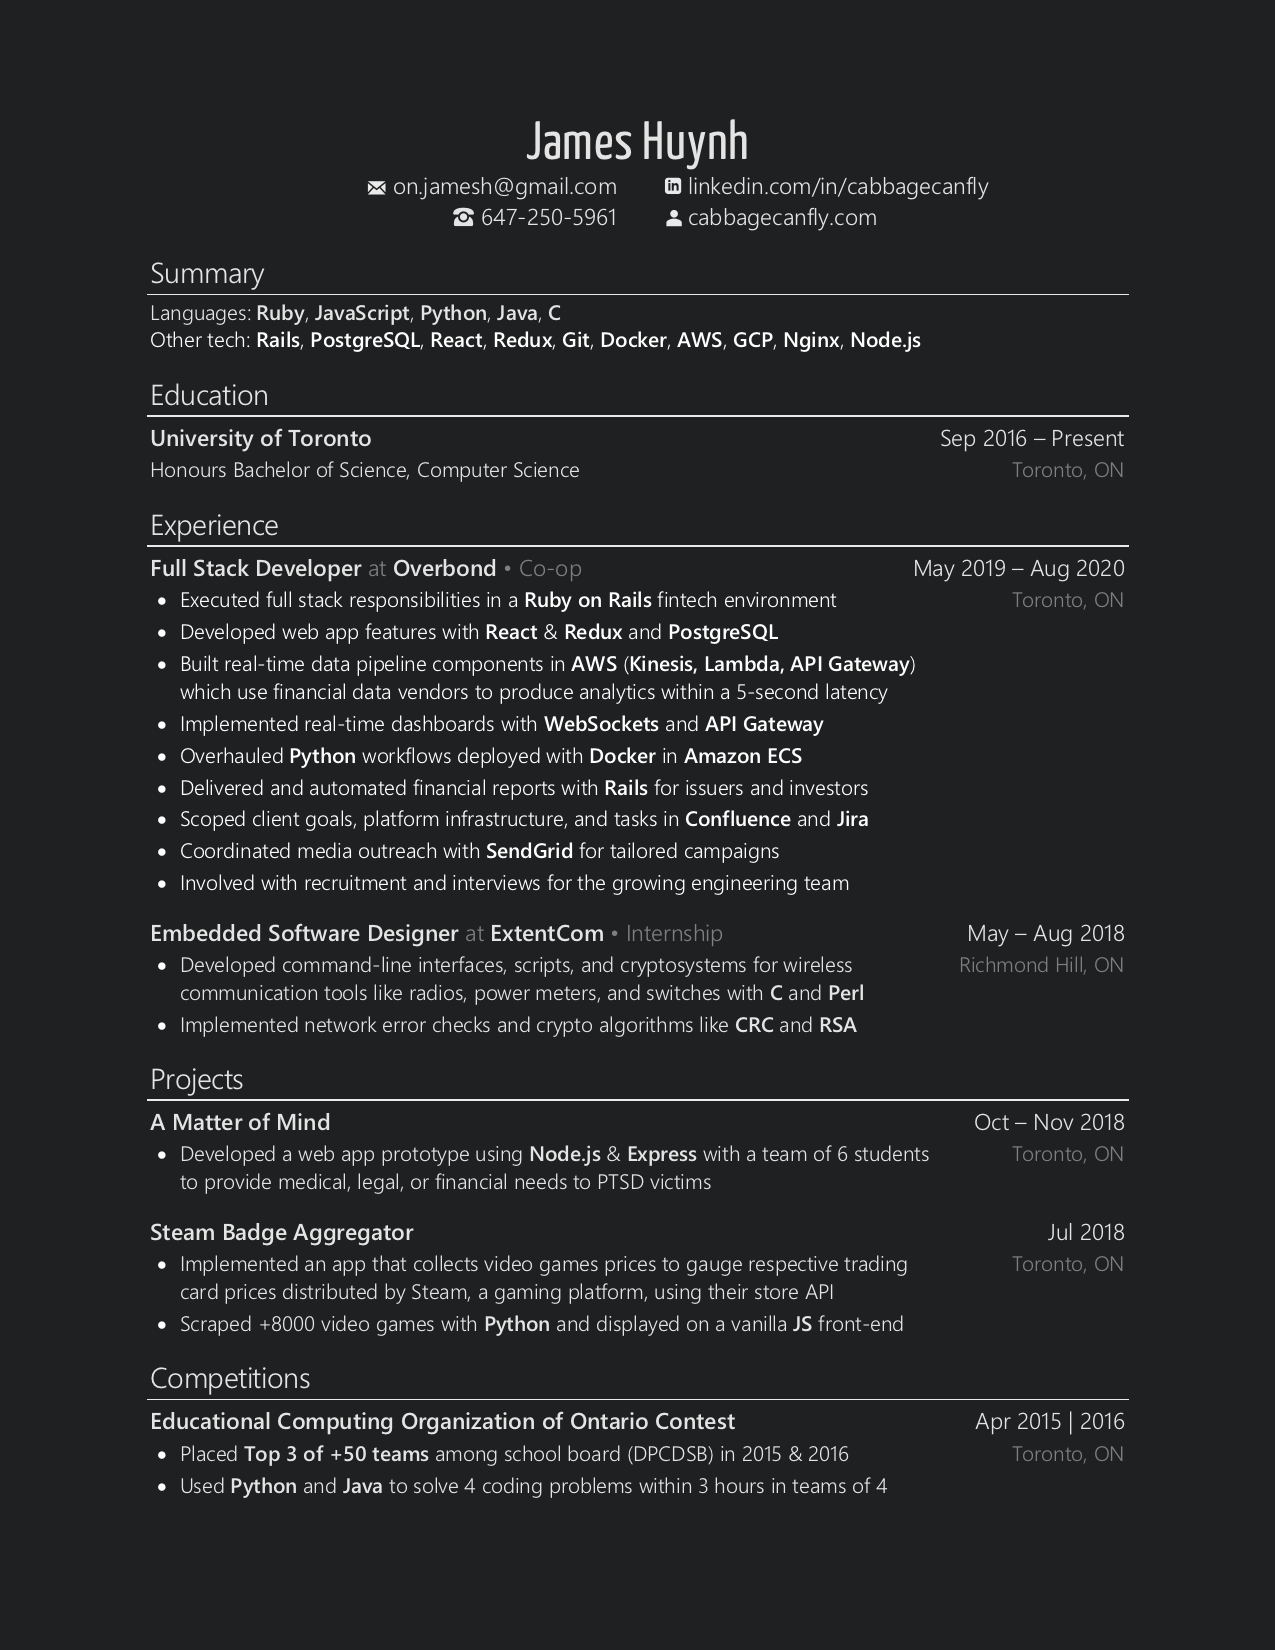 James Huynh
on.jamesh@gmail.com linkedin.com/in/cabbagecanfly
647-250-5961 cabbagecanfly.com
Summary
Languages: Ruby, JavaScript, Python, Java, C
Other tech: Rails, PostgreSQL, React, Redux, Git, Docker, AWS, GCP, Nginx, Node.js
Education
University of Toronto Sep 2016 – Present
Honours Bachelor of Science, Computer Science Toronto, ON
Experience
Full Stack Developer at Overbond • Co-op May 2019 – Aug 2020
• Executed full stack responsibilities in a Ruby on Rails fintech environment Toronto, ON
• Developed web app features with React & Redux and PostgreSQL
• Built real-time data pipeline components in AWS (Kinesis, Lambda, API Gateway)
which use financial data vendors to produce analytics within a 5-second latency
• Implemented real-time dashboards with WebSockets and API Gateway
• Overhauled Python workflows deployed with Docker in Amazon ECS
• Delivered and automated financial reports with Rails for issuers and investors
• Scoped client goals, platform infrastructure, and tasks in Confluence and Jira
• Coordinated media outreach with SendGrid for tailored campaigns
• Involved with recruitment and interviews for the growing engineering team
Embedded Software Designer at ExtentCom • Internship May – Aug 2018
• Developed command-line interfaces, scripts, and cryptosystems for wireless Richmond Hill, ON
communication tools like radios, power meters, and switches with C and Perl
• Implemented network error checks and crypto algorithms like CRC and RSA
Projects
A Matter of Mind Oct – Nov 2018
• Developed a web app prototype using Node.js & Express with a team of 6 students Toronto, ON
to provide medical, legal, or financial needs to PTSD victims
Steam Badge Aggregator Jul 2018
• Implemented an app that collects video games prices to gauge respective trading Toronto, ON
card prices distributed by Steam, a gaming platform, using their store API
• Scraped +8000 video games with Python and displayed on a vanilla JS front-end
Competitions
Educational Computing Organization of Ontario Contest Apr 2015 | 2016
• Placed Top 3 of +50 teams among school board (DPCDSB) in 2015 & 2016 Toronto, ON
• Used Python and Java to solve 4 coding problems within 3 hours in teams of 4